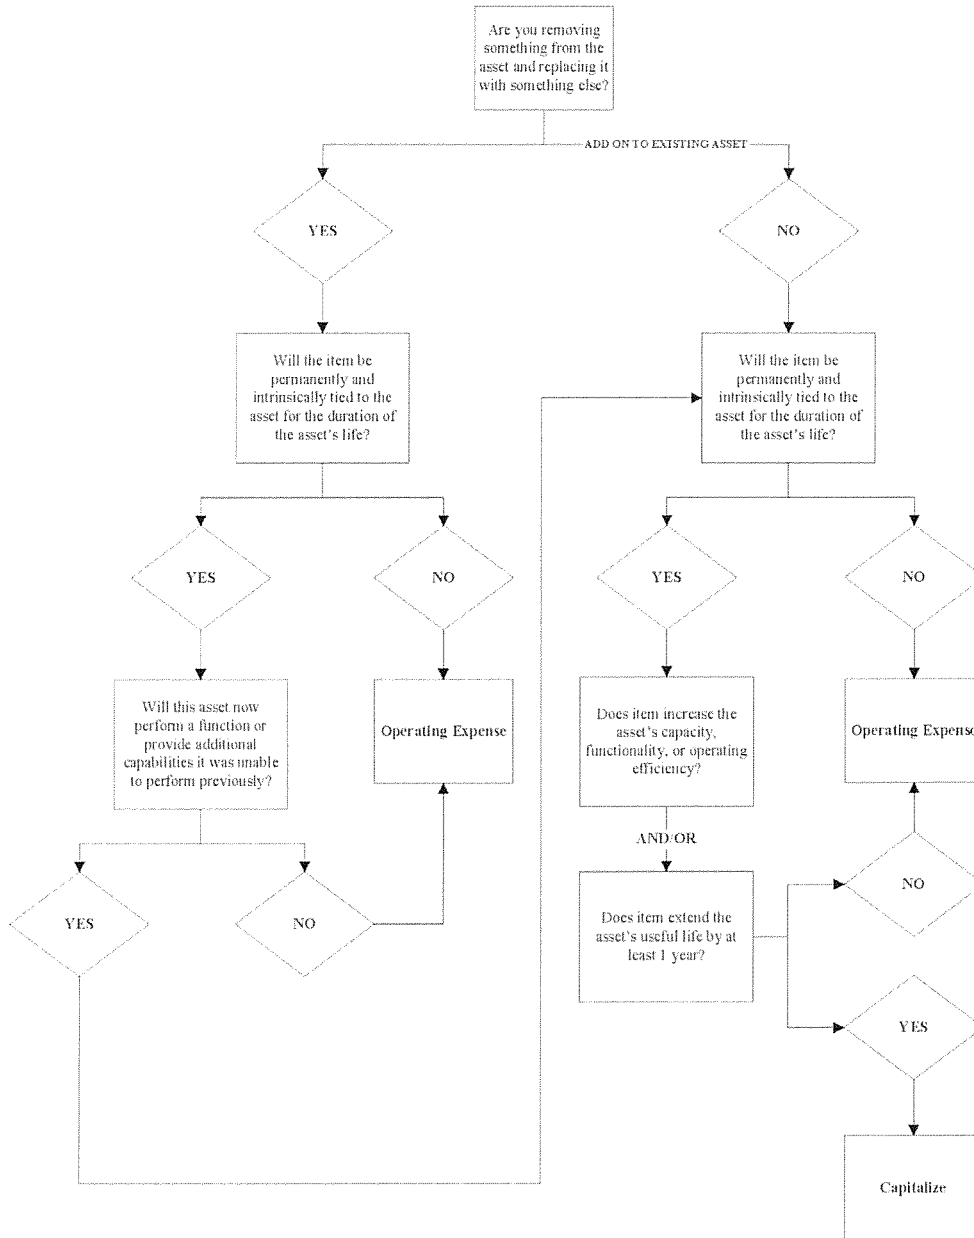 Are you removing
something from the
asset and replacing it
with something else?
ADD ON TO EXISTING ASSET
YES
NO
Will the item be
permanently and
intrinsically tied to the
asset for the duration of
the asset's life?
Will the item be
permanently and
intrinsically tied to the
asset for the duration of
the asset's life?
YES
NO
YES
NO
Will this asset now
perform a function or
provide additional
capabilities it was unable
to perform previously?
Operating Expense
Does item increase the
asset's capacity,
functionality, or operating
efficiency?
Operating Expense
AND/OR
YES
NO
Does item extend the
asset's useful life by at
least 1 year?
NO
YES
Capitalize